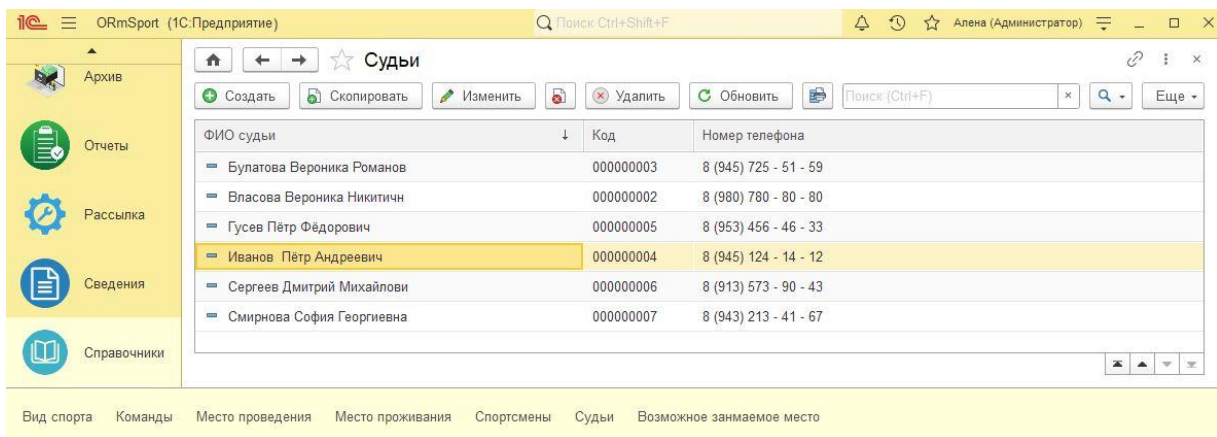 1С ORmSport (1С:Предприятие) Поиск Ctrl+Shift+F Алена (Администратор)
Архив
Отчеты
Рассылка
Сведения
Справочники
Судьи
Создать Скопировать Изменить Удалить Обновить Поиск (Ctrl+F) Еще
ФИО судьи Код Номер телефона
Булатова Вероника Романов 000000003 8 (945) 725 - 51 - 59
Власова Вероника Никитичн 000000002 8 (980) 780 - 80 - 80
Гусев Пётр Фёдорович 000000005 8 (953) 456 - 46 - 33
Иванов Пётр Андреевич 000000004 8 (945) 124 - 14 - 12
Сергеев Дмитрий Михайлови 000000006 8 (913) 573 - 90 - 43
Смирнова София Георгиевна 000000007 8 (943) 213 - 41 - 67
Вид спорта Команды Место проведения Место проживания Спортсмены Судьи Возможное занмаемое место